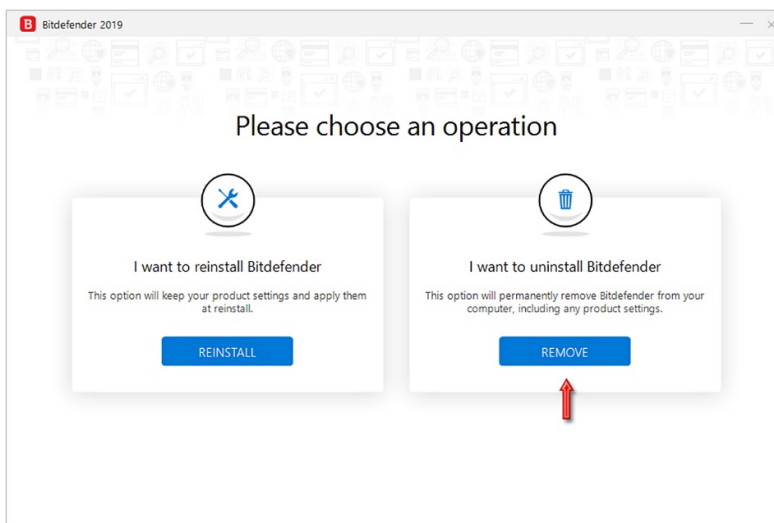 B Bitdefender 2019
Please choose an operation
I want to reinstall Bitdefender
This option will keep your product settings and apply them
at reinstall.
REINSTALL
I want to uninstall Bitdefender
This option will permanently remove Bitdefender from your
computer, including any product settings.
REMOVE